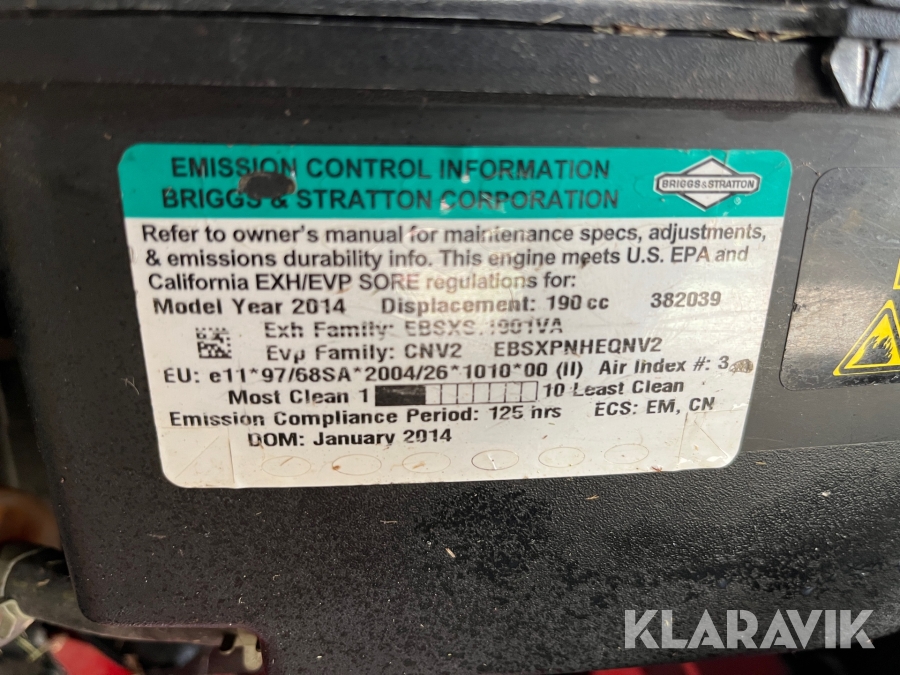 EMISSION CONTROL INFORMATION
BRIGGS & STRATTON CORPORATION
BRIGGS&STRATTON
Refer to owner's manual for maintenance specs, adjustments,
& emissions durability info. This engine meets U.S. EPA and
California EXH/EVP SORE regulations for:
Model Year 2014 Displacement: 190 cc 382039
Exh Family:
Evp Family: CNV2 EBSXPNHEQNV2
EU: e11*97/68SA*2004/26*1010*00 (II) Air Index #: 3
Most Clean 1 10 Least Clean
Emission Compliance Period: 125 hrs ECS: EM, CN
DOM: January 2014
KLARAVIK